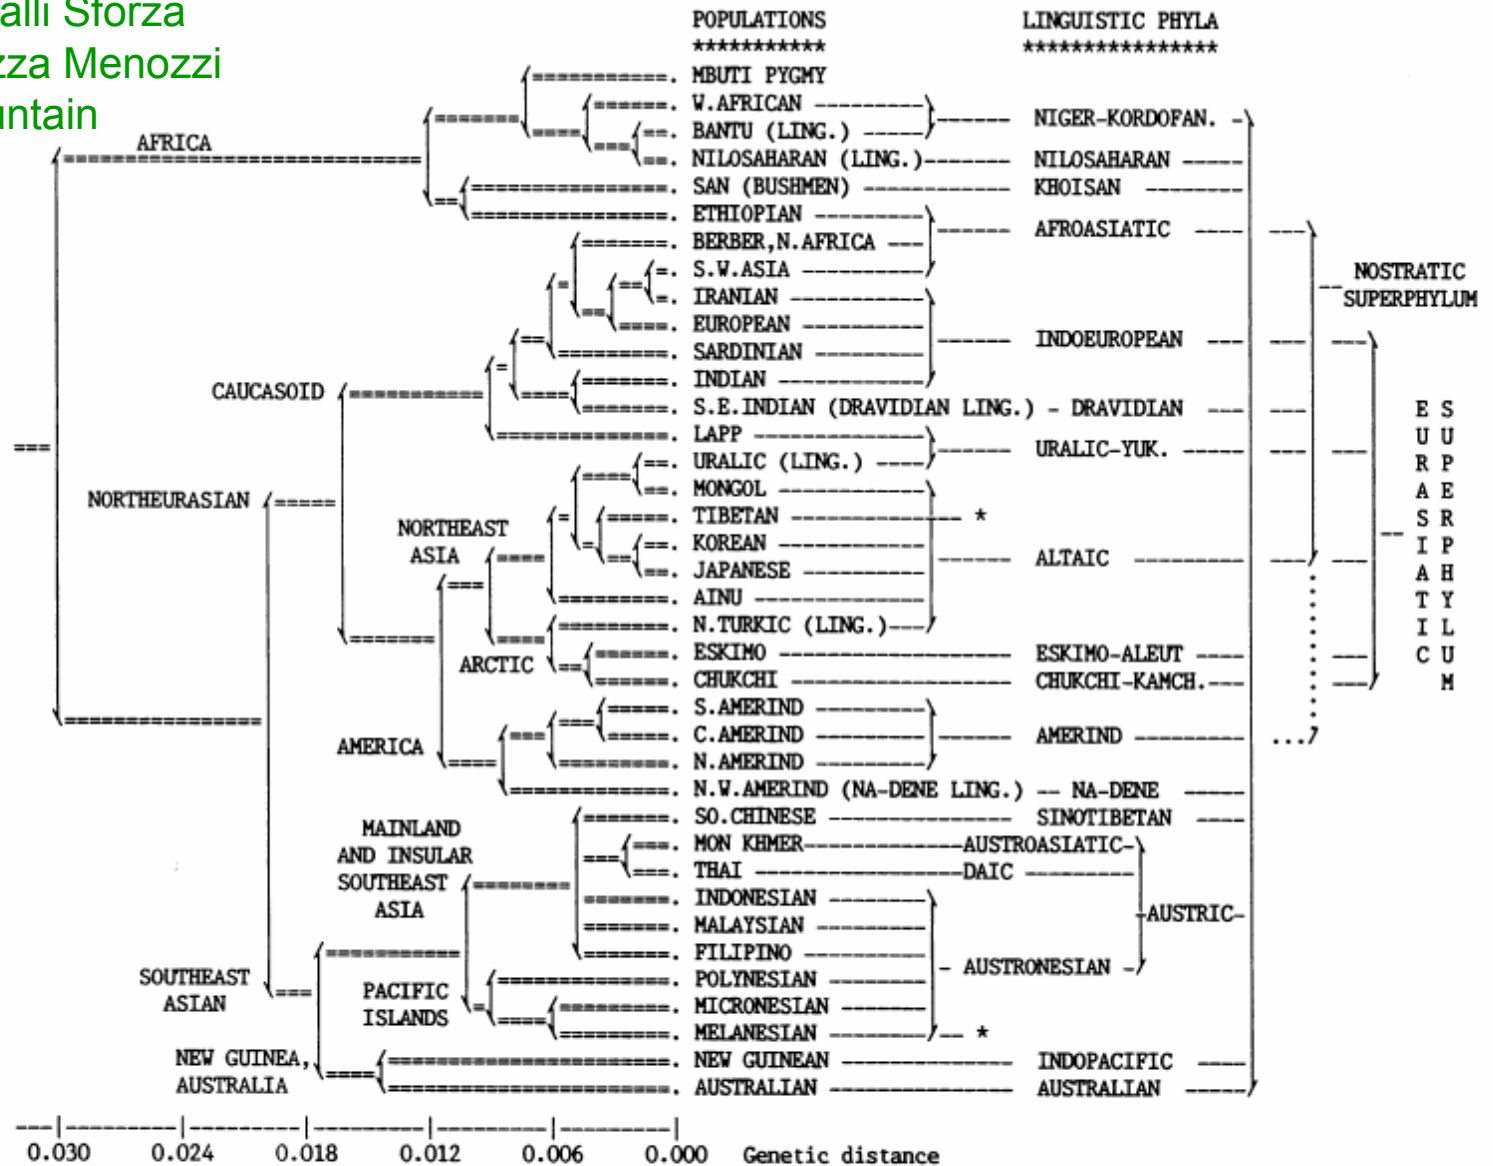 alli Sforza
zza Menozzi
untain
POPULATIONS LINGUISTIC PHYLA
*********** ****************
MBUTI PYGMY
W.AFRICAN
NIGER-KORDOFAN.
BANTU (LING.)
AFRICA
NILOSAHARAN (LING.) NILOSAHARAN
SAN (BUSHMEN) KHOISAN
ETHIOPIAN
AFROASIATIC
BERBER,N.AFRICA
S.W.ASIA
NOSTRATIC
SUPERPHYLUM
IRANIAN
EUROPEAN
INDOEUROPEAN
SARDINIAN
INDIAN
CAUCASOID
S.E.INDIAN (DRAVIDIAN LING.) - DRAVIDIAN
LAPP
URALIC-YUK.
URALIC (LING.)
MONGOL
NORTHEURASIAN
TIBETAN *
NORTHEAST
ASIA
KOREAN
ALTAIC
JAPANESE
AINU
N.TURKIC (LING.)
ESKIMO ESKIMO-ALEUT
ARCTIC
CHUKCHI CHUKCHI-KAMCH.
EURASIATIC
SUPERPHYLUM
S.AMERIND
C.AMERIND AMERIND
AMERICA
N.AMERIND
N.W.AMERIND (NA-DENE LING.) -- NA-DENE
SO.CHINESE SINOTIBETAN
MAINLAND
AND INSULAR
SOUTHEAST
ASIA
MON KHMER AUSTROASIATIC
THAI DAIC
INDONESIAN
AUSTRIC
MALAYSIAN
FILIPINO
AUSTRONESIAN
POLYNESIAN
SOUTHEAST
ASIAN
PACIFIC
ISLANDS
MICRONESIAN
MELANESIAN *
NEW GUINEA,
AUSTRALIA
NEW GUINEAN INDOPACIFIC
AUSTRALIAN AUSTRALIAN
0.030 0.024 0.018 0.012 0.006 0.000 Genetic distance